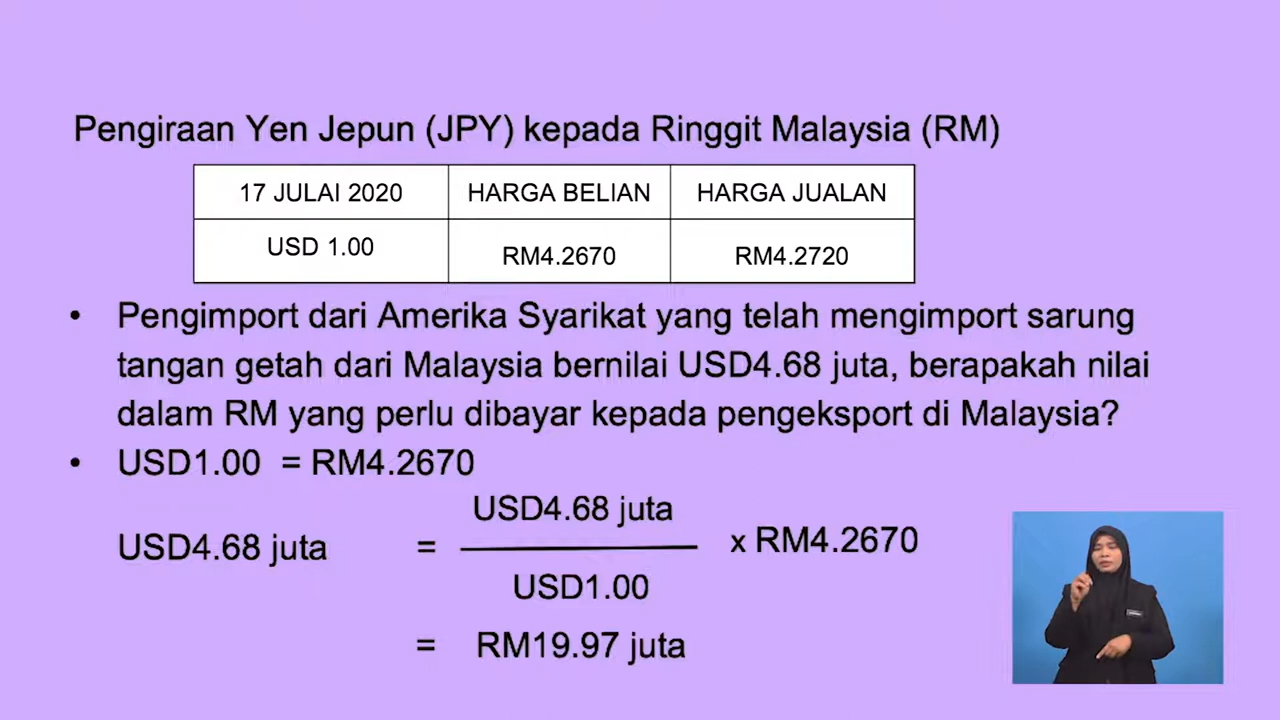 Pengiraan Yen Jepun (JPY) kepada Ringgit Malaysia (RM)
17 JULAI 2020 HARGA BELIAN HARGA JUALAN
USD 1.00 RM4.2670 RM4.2720
• Pengimport dari Amerika Syarikat yang telah mengimport sarung
tangan getah dari Malaysia bernilai USD4.68 juta, berapakah nilai
dalam RM yang perlu dibayar kepada pengeksport di Malaysia?
• USD1.00 = RM4.2670
USD4.68 juta
USD4.68 juta = x RM4.2670
USD1.00
= RM19.97 juta